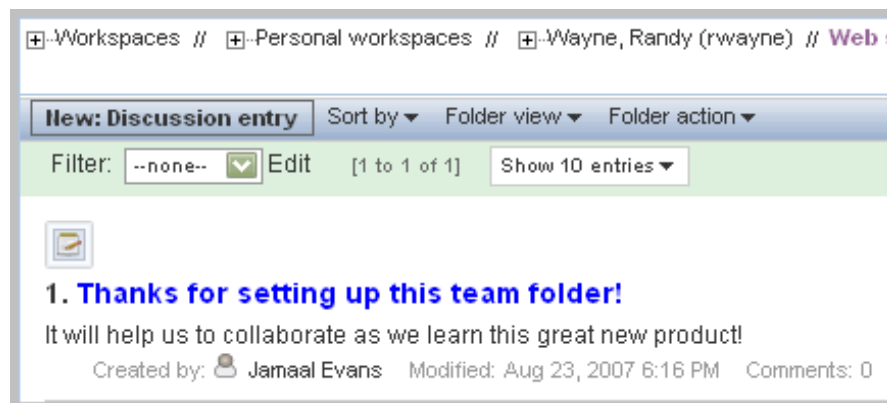 Workspaces // Personal workspaces // Wayne, Randy (rwayne) // Web
New: Discussion entry Sort by Folder view Folder action
Filter: --none-- Edit [1 to 1 of 1] Show 10 entries
1. Thanks for setting up this team folder!
It will help us to collaborate as we learn this great new product!
Created by: Jamaal Evans Modified: Aug 23, 2007 6:16 PM Comments: 0